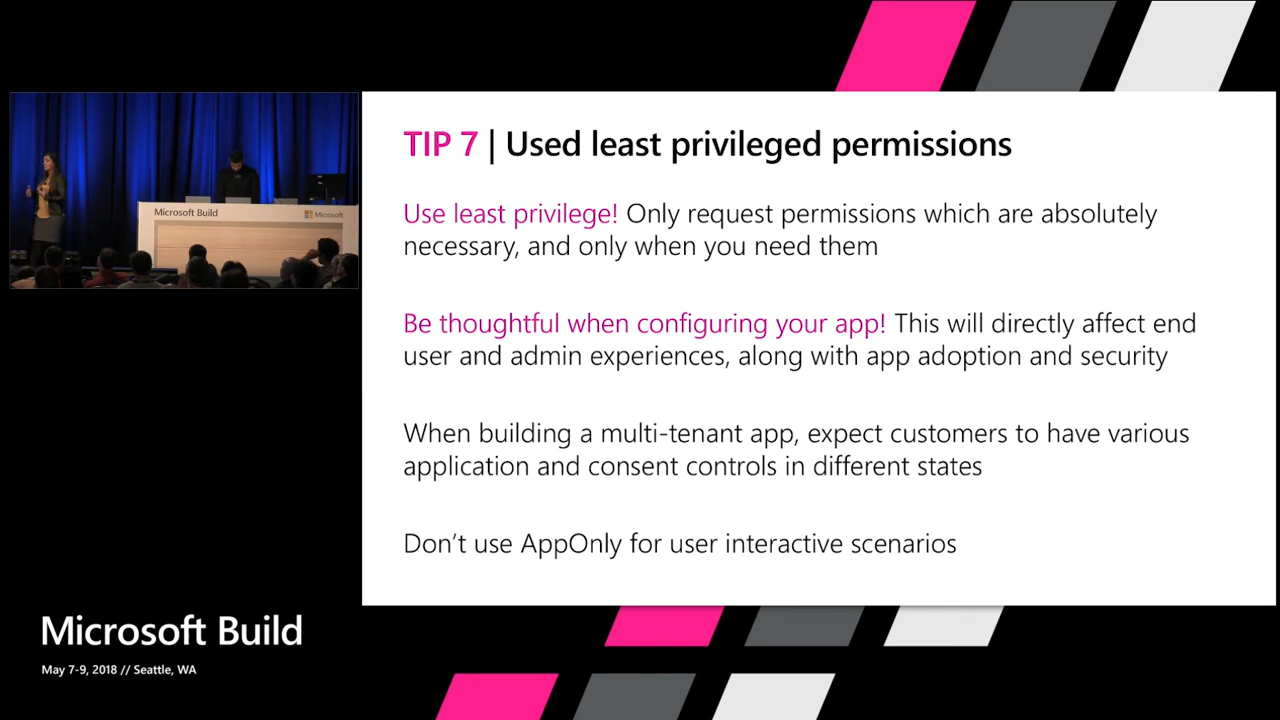 TIP 7 | Used least privileged permissions
Use least privilege! Only request permissions which are absolutely
necessary, and only when you need them
Be thoughtful when configuring your app! This will directly affect end
user and admin experiences, along with app adoption and security
When building a multi-tenant app, expect customers to have various
application and consent controls in different states
Don't use AppOnly for user interactive scenarios
Microsoft Build
Microsoft
Microsoft Build
May 7-9, 2018 // Seattle, WA